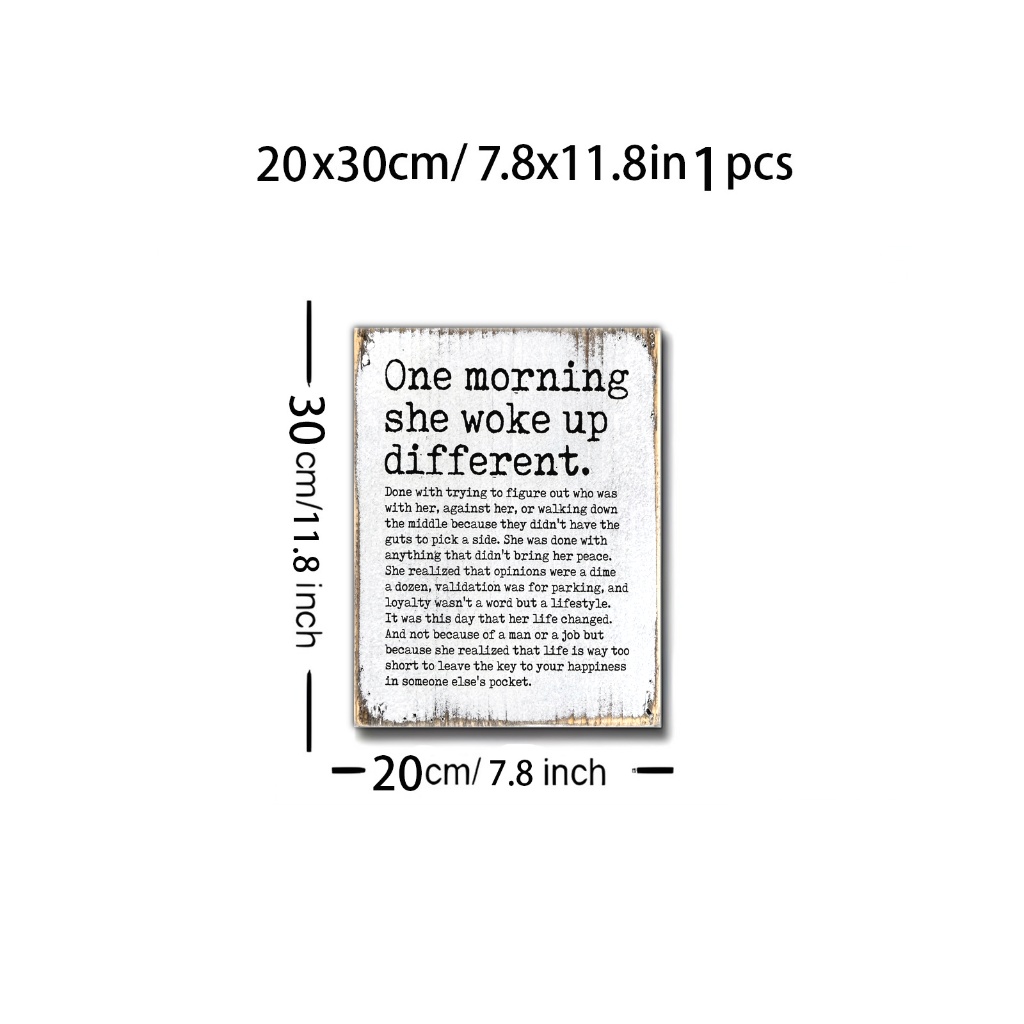 20x30cm/ 7.8x11.8in 1 pcs
30 cm/11.8 inch
One morning
she woke up
different.
Done with trying to figure out who was
with her, against her, or walking down
the middle because they didn't have the
guts to pick a side. She was done with
anything that didn't bring her peace.
She realized that opinions were a dime
a dozen, validation was for parking, and
loyalty wasn't a word but a lifestyle.
It was this day that her life changed.
And not because of a man or a job but
because she realized that life is way too
short to leave the key to your happiness
in someone else's pocket.
20cm/ 7.8 inch